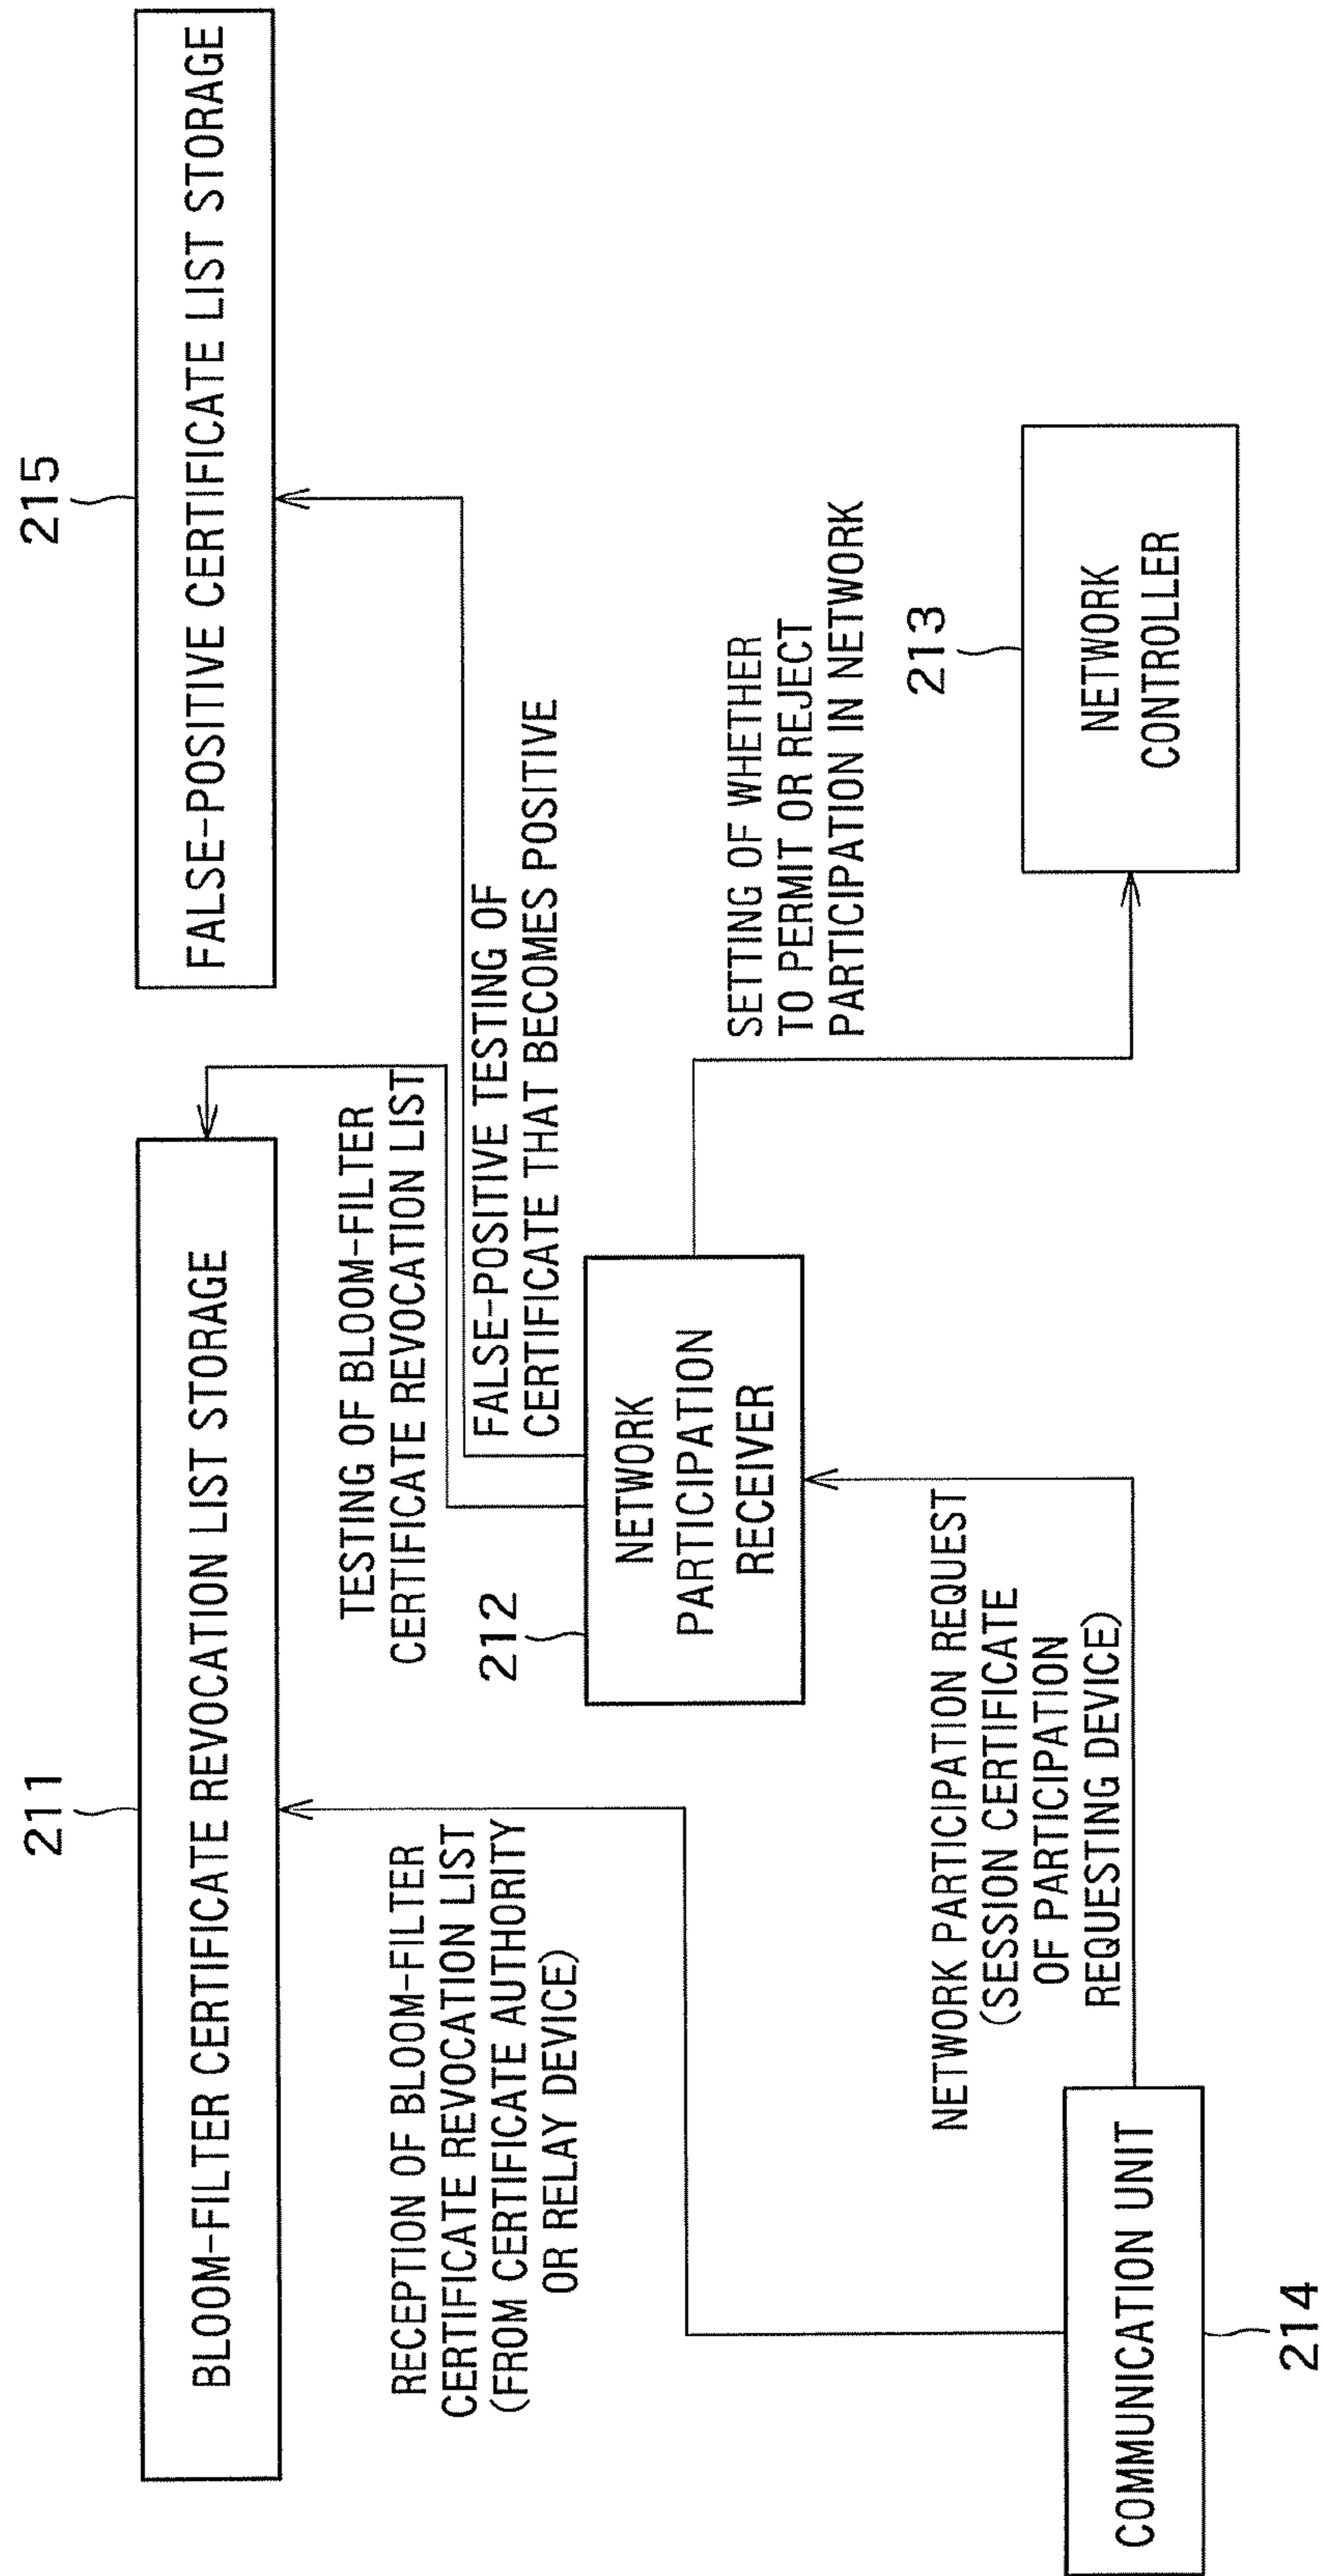 211
BLOOM-FILTER CERTIFICATE REVOCATION LIST STORAGE
215
FALSE-POSITIVE CERTIFICATE LIST STORAGE
RECEPTION OF BLOOM-FILTER
CERTIFICATE REVOCATION LIST
(FROM CERTIFICATE AUTHORITY
OR RELAY DEVICE)
TESTING OF BLOOM-FILTER
CERTIFICATE REVOCATION LIST
FALSE-POSITIVE TESTING OF
CERTIFICATE THAT BECOMES POSITIVE
212
NETWORK
PARTICIPATION
RECEIVER
SETTING OF WHETHER
TO PERMIT OR REJECT
PARTICIPATION IN NETWORK
213
NETWORK
CONTROLLER
NETWORK PARTICIPATION REQUEST
(SESSION CERTIFICATE
OF PARTICIPATION
REQUESTING DEVICE)
COMMUNICATION UNIT
214